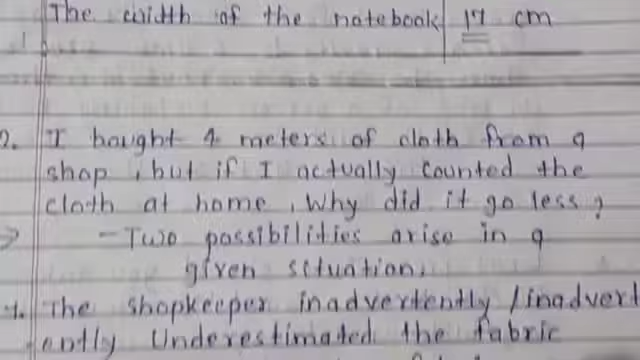 The width of the notebook 17 cm
2. I bought 4 meters of cloth from a
shop, but if I actually counted the
cloth at home, Why did it go less?
→ - Two possibilities arise in a
given situation.
1. The shopkeeper inadvertently / inadvert
ently Underestimated the fabric